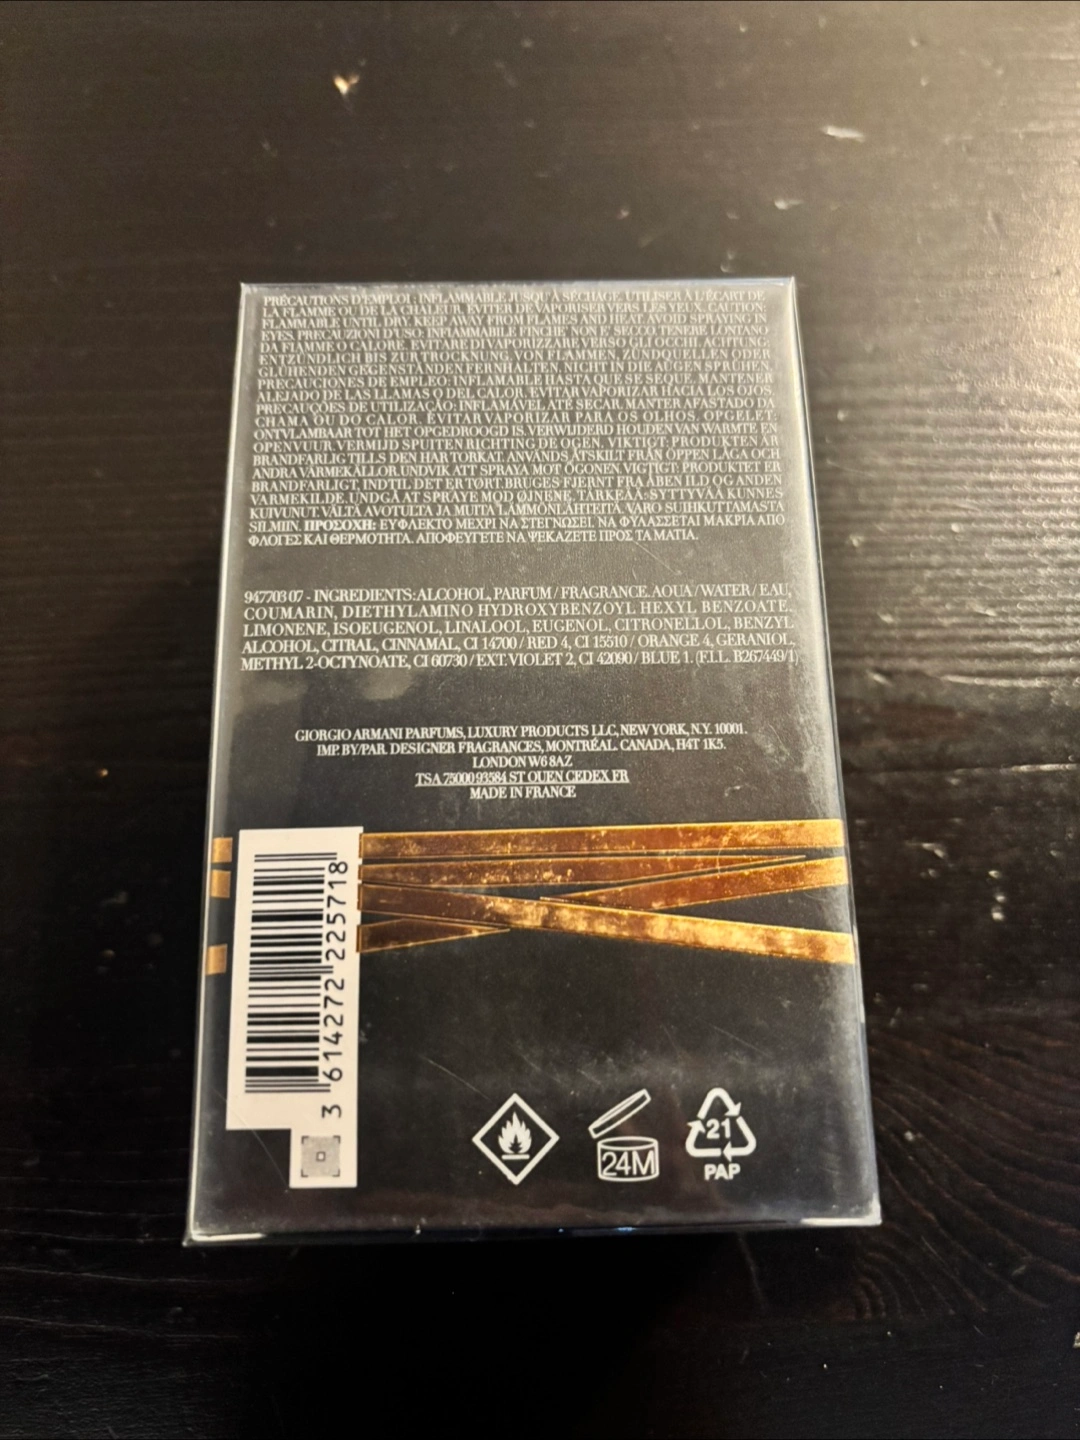 PRÉCAUTIONS D'EMPLOI : INFLAMMABLE JUSQU'À SÉCHAGE. UTILISER À L'ÉCART DE
LA FLAMME OU DE LA CHALEUR. ÉVITER DE VAPORISER VERS LES YEUX. CAUTION:
FLAMMABLE UNTIL DRY. KEEP AWAY FROM FLAMES AND HEAT. AVOID SPRAYING IN
EYES. PRECAUZIONI D'USO: INFIAMMABILE FINCHE' NON E' SECCO. TENERE LONTANO
DA FIAMME O CALORE. EVITARE DI VAPORIZZARE VERSO GLI OCCHI. ACHTUNG:
ENTZÜNDLICH BIS ZUR TROCKNUNG. VON FLAMMEN, ZÜNDQUELLEN ODER
GLÜHENDEN GEGENSTÄNDEN FERNHALTEN. NICHT IN DIE AUGEN SPRÜHEN.
PRECAUCIONES DE EMPLEO: INFLAMABLE HASTA QUE SE SEQUE. MANTENER
ALEJADO DE LAS LLAMAS O DEL CALOR. EVITAR VAPORIZAR HACIA LOS OJOS.
PRECAUÇÕES DE UTILIZAÇÃO: INFLAMÁVEL ATÉ SECAR. MANTER AFASTADO DA
CHAMA OU DO CALOR. EVITAR VAPORIZAR PARA OS OLHOS. OPGELET:
ONTVLAMBAAR TOT HET OPGEDROOGD IS. VERWIJDERD HOUDEN VAN WARMTE EN
OPEN VUUR. VERMIJD SPUITEN RICHTING DE OGEN. VIKTIGT: PRODUKTEN ÄR
BRANDFARLIG TILLS DEN HAR TORKAT. ANVÄNDS ÅTSKILT FRÅN ÖPPEN LÅGA OCH
ANDRA VÄRMEKÄLLOR. UNDVIK ATT SPRAYA MOT ÖGONEN. VIGTIGT: PRODUKTET ER
BRANDFARLIGT, INDTIL DET ER TØRT. BRUGES FJERNT FRA ÅBEN ILD OG ANDEN
VARMEKILDE. UNDGÅ AT SPRAYE MOD ØJNENE. TÄRKEÄÄ: SYTTYVÄÄ KUNNES
KUIVUNUT. VÄLTÄ AVOTULTA JA MUITA LÄMMÖNLÄHTEITÄ. VARO SUIHKUTTAMASTA
SILMIIN. ΠΡΟΣΟΧΗ: ΕΥΦΛΕΚΤΟ ΜΕΧΡΙ ΝΑ ΣΤΕΓΝΩΣΕΙ. ΝΑ ΦΥΛΑΣΣΕΤΑΙ ΜΑΚΡΙΑ ΑΠΟ
ΦΛΟΓΕΣ ΚΑΙ ΘΕΡΜΟΤΗΤΑ. ΑΠΟΦΕΥΓΕΤΕ ΝΑ ΨΕΚΑΖΕΤΕ ΠΡΟΣ ΤΑ ΜΑΤΙΑ.
947703 07 - INGREDIENTS: ALCOHOL, PARFUM / FRAGRANCE. AQUA / WATER / EAU,
COUMARIN, DIETHYLAMINO HYDROXYBENZOYL HEXYL BENZOATE.
LIMONENE, ISOEUGENOL, LINALOOL, EUGENOL, CITRONELLOL, BENZYL
ALCOHOL, CITRAL, CINNAMAL, CI 14700 / RED 4, CI 15510 / ORANGE 4, GERANIOL,
METHYL 2-OCTYNOATE, CI 60730 / EXT. VIOLET 2, CI 42090 / BLUE 1. (F.I.L. B267449/1)
GIORGIO ARMANI PARFUMS, LUXURY PRODUCTS LLC, NEW YORK, N.Y. 10001.
IMP. BY/PAR. DESIGNER FRAGRANCES, MONTRÉAL. CANADA, H4T 1K5.
LONDON W6 8AZ
TSA 75000 93584 ST OUEN CEDEX FR
MADE IN FRANCE
3 614272 225718
24M
21
PAP